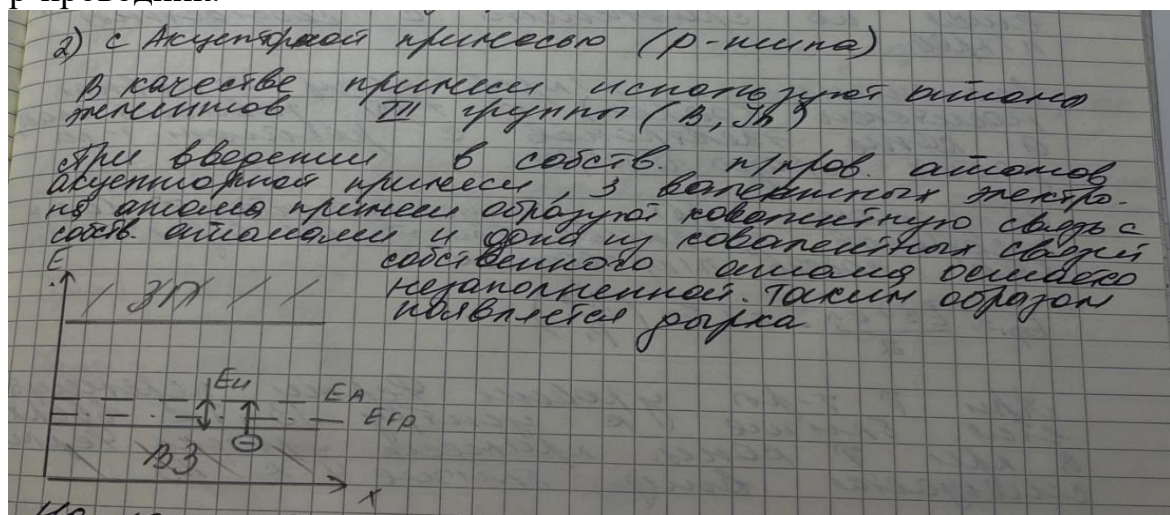 р-проводник.
2) с Акцепторной примесью (р-типа)
В качестве примеси используют атомы
элементов III группы (В, In)
При введении в собств. п/пров. атомов
акцепторной примеси, 3 валентных электро-
на атома примеси образуют ковалентную связь с
собств. атомами и одна из ковалентных связей
собственного атома остаётся
незаполненной. Таким образом
появляется дырка
E
ЗП
Eи
EA
EFp
ВЗ
x